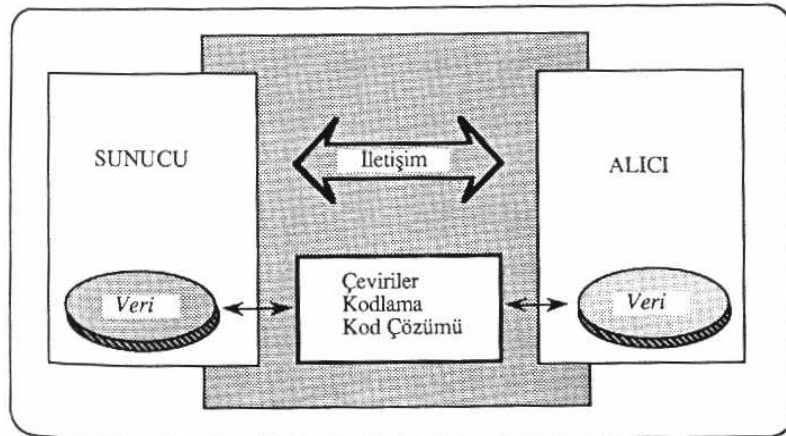 SUNUCU
İletişim
ALICI
Veri
Çeviriler
Kodlama
Kod Çözümü
Veri